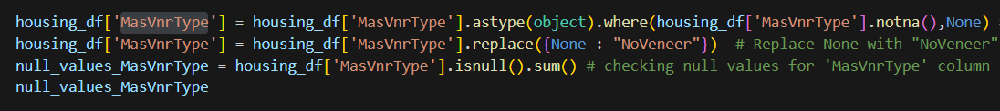 housing_df['MasVnrType'] = housing_df['MasVnrType'].astype(object).where(housing_df['MasVnrType'].notna(),None)
housing_df['MasVnrType'] = housing_df['MasVnrType'].replace({None : "NoVeneer"})  # Replace None with "NoVeneer"
null_values_MasVnrType = housing_df['MasVnrType'].isnull().sum() # checking null values for 'MasVnrType' column
null_values_MasVnrType